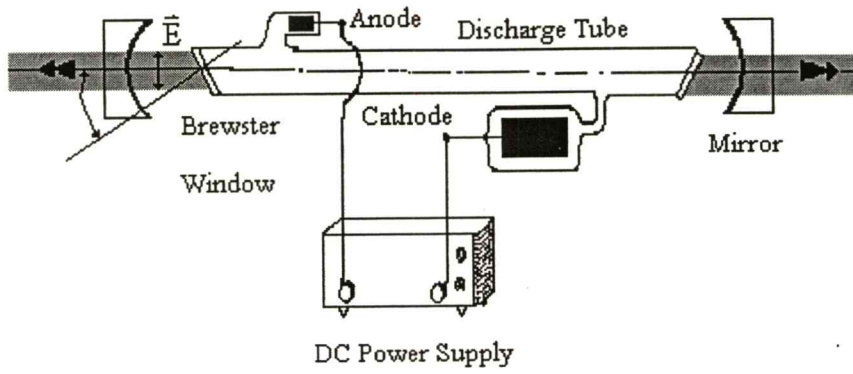 E
Anode
Discharge Tube
Brewster
Window
Cathode
Mirror
DC Power Supply